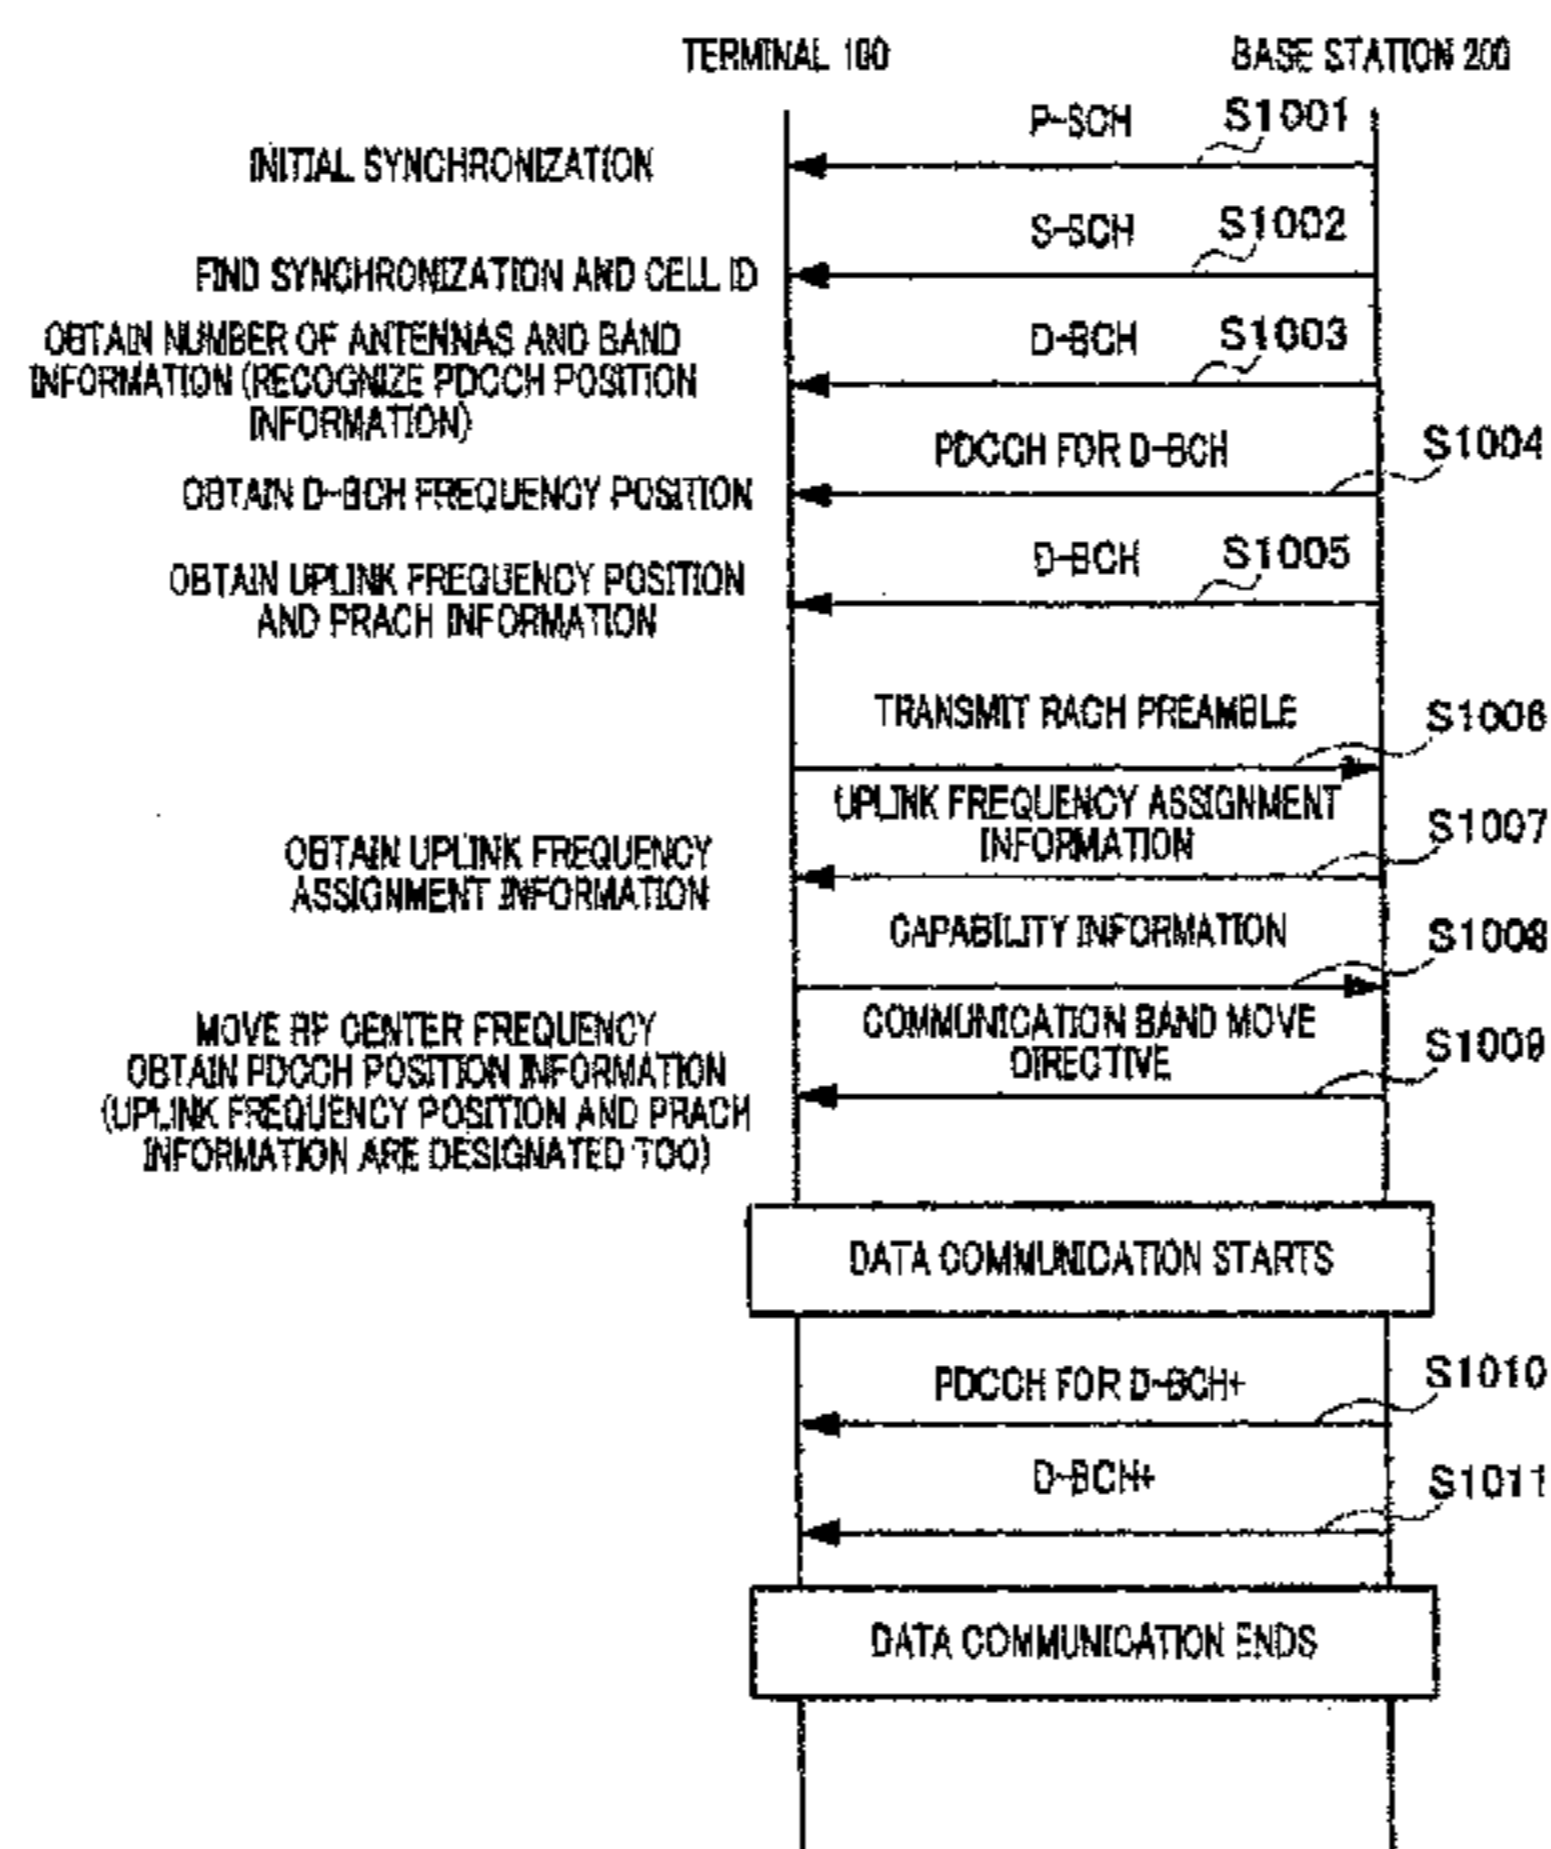 TERMINAL 100
BASE STATION 200
P-SCH
S1001
INITIAL SYNCHRONIZATION
S-SCH
S1002
FIND SYNCHRONIZATION AND CELL ID
D-BCH
S1003
OBTAIN NUMBER OF ANTENNAS AND BAND
INFORMATION (RECOGNIZE PDCCH POSITION
INFORMATION)
PDCCH FOR D-BCH
S1004
OBTAIN D-BCH FREQUENCY POSITION
D-BCH
S1005
OBTAIN UPLINK FREQUENCY POSITION
AND PRACH INFORMATION
TRANSMIT RACH PREAMBLE
S1006
UPLINK FREQUENCY ASSIGNMENT
INFORMATION
S1007
OBTAIN UPLINK FREQUENCY
ASSIGNMENT INFORMATION
CAPABILITY INFORMATION
S1008
COMMUNICATION BAND MOVE
DIRECTIVE
S1009
MOVE RF CENTER FREQUENCY
OBTAIN PDCCH POSITION INFORMATION
(UPLINK FREQUENCY POSITION AND PRACH
INFORMATION ARE DESIGNATED TOO)
DATA COMMUNICATION STARTS
PDCCH FOR D-BCH+
S1010
D-BCH+
S1011
DATA COMMUNICATION ENDS